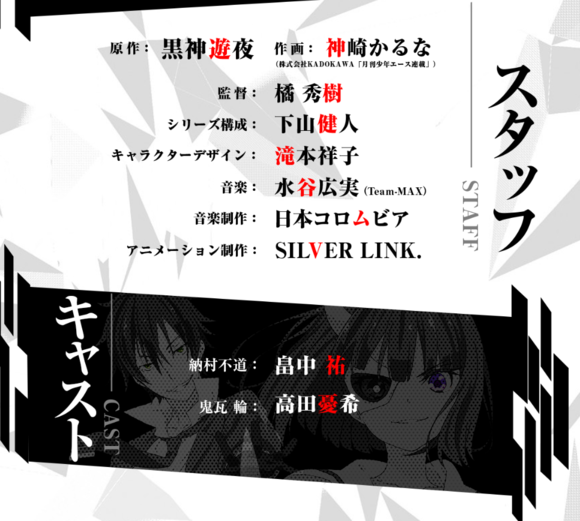 スタッフ
STAFF
原作： 黒神遊夜 作画： 神崎かるな
（株式会社KADOKAWA「月刊少年エース連載」）
監督： 橘 秀樹
シリーズ構成： 下山健人
キャラクターデザイン： 滝本祥子
音楽： 水谷広実 (Team-MAX)
音楽制作： 日本コロムビア
アニメーション制作： SILVER LINK.
キャスト
CAST
納村不道： 畠中 祐
鬼瓦 輪： 高田憂希